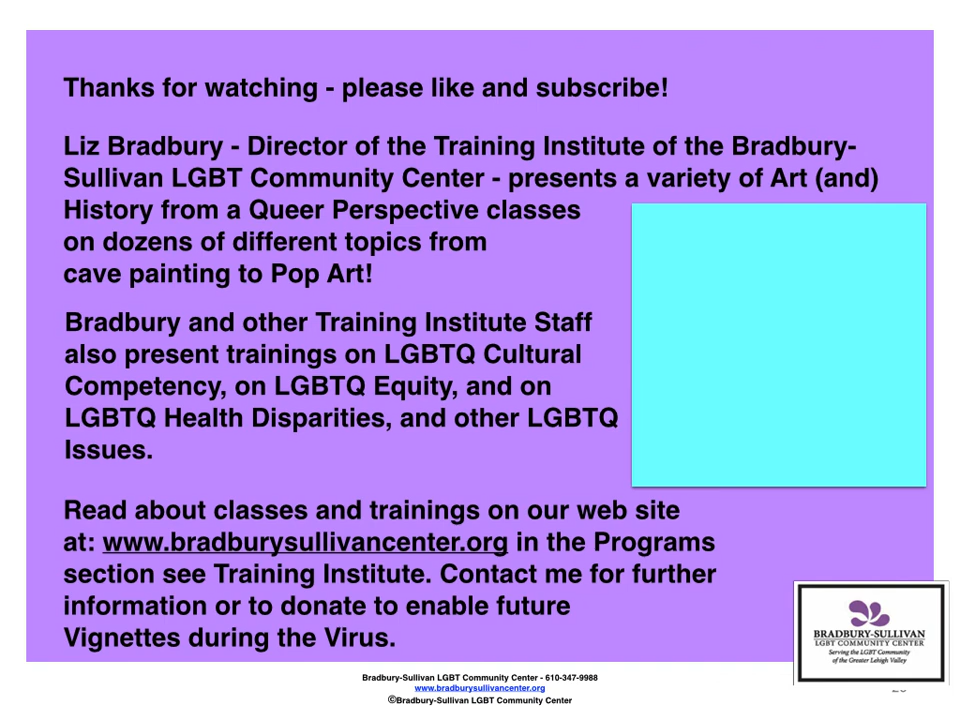 Thanks for watching - please like and subscribe!
Liz Bradbury - Director of the Training Institute of the Bradbury-
Sullivan LGBT Community Center - presents a variety of Art (and)
History from a Queer Perspective classes
on dozens of different topics from
cave painting to Pop Art!
Bradbury and other Training Institute Staff
also present trainings on LGBTQ Cultural
Competency, on LGBTQ Equity, and on
LGBTQ Health Disparities, and other LGBTQ
Issues.
Read about classes and trainings on our web site
at: www.bradburysullivancenter.org in the Programs
section see Training Institute. Contact me for further
information or to donate to enable future
Vignettes during the Virus.
BRADBURY-SULLIVAN
LGBT COMMUNITY CENTER
Serving the LGBT Community
of the Greater Lehigh Valley
Bradbury-Sullivan LGBT Community Center - 610-347-9988
www.bradburysullivancenter.org
©Bradbury-Sullivan LGBT Community Center